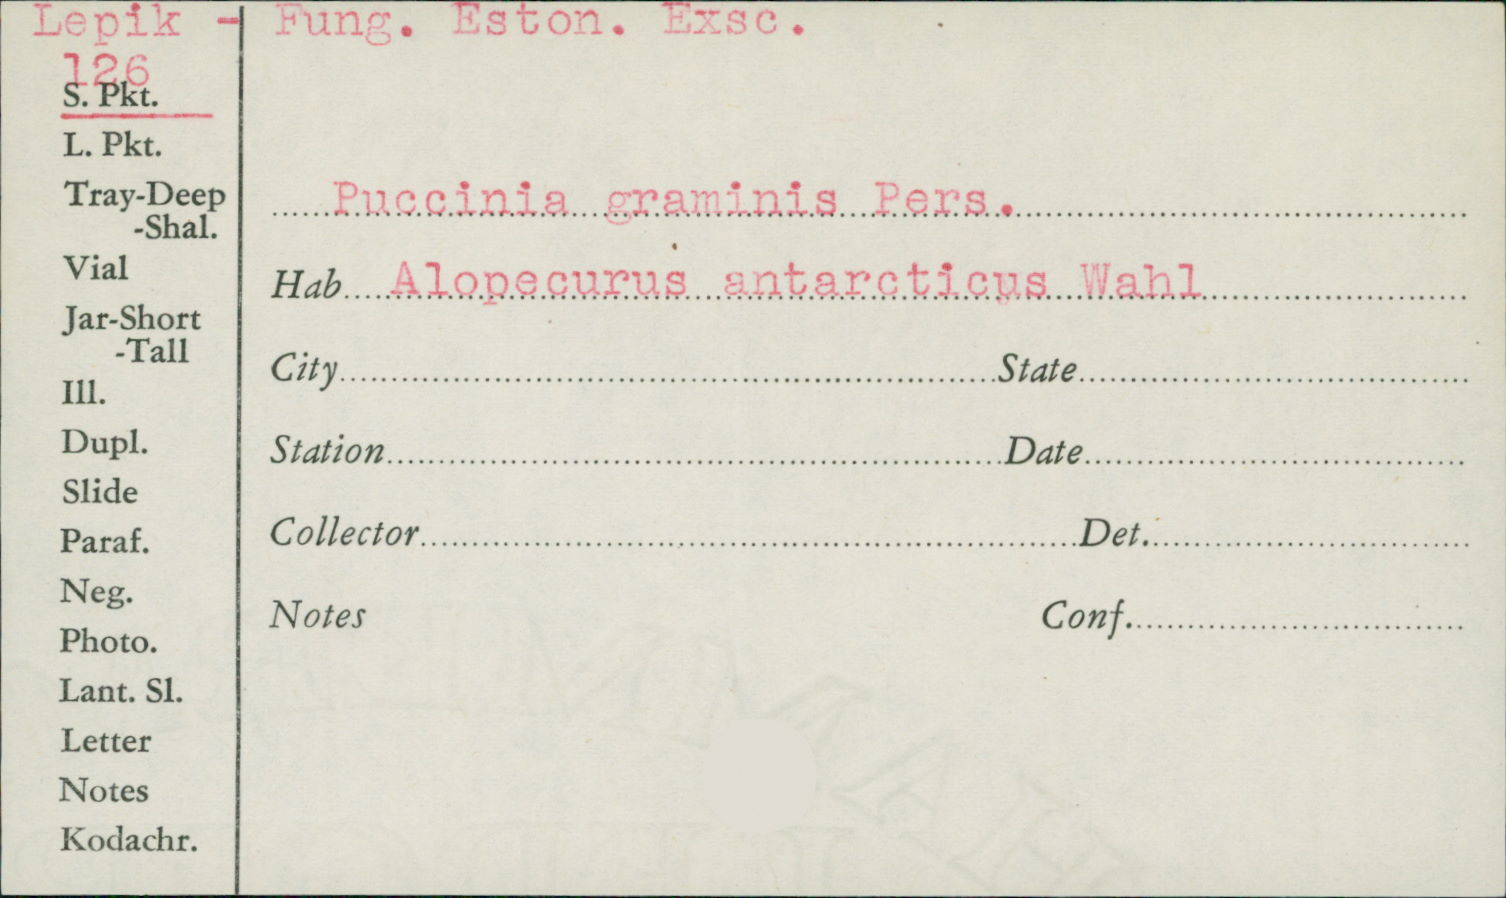 Lepik - Fung. Eston. Exsc.
126
S. Pkt.
L. Pkt.
Tray-Deep
-Shal.
Vial
Jar-Short
-Tall
Ill.
Dupl.
Slide
Paraf.
Neg.
Photo.
Lant. Sl.
Letter
Notes
Kodachr.
Puccinia graminis Pers.
Hab. Alopecurus antarcticus Wahl
City State
Station Date
Collector Det.
Notes Conf.